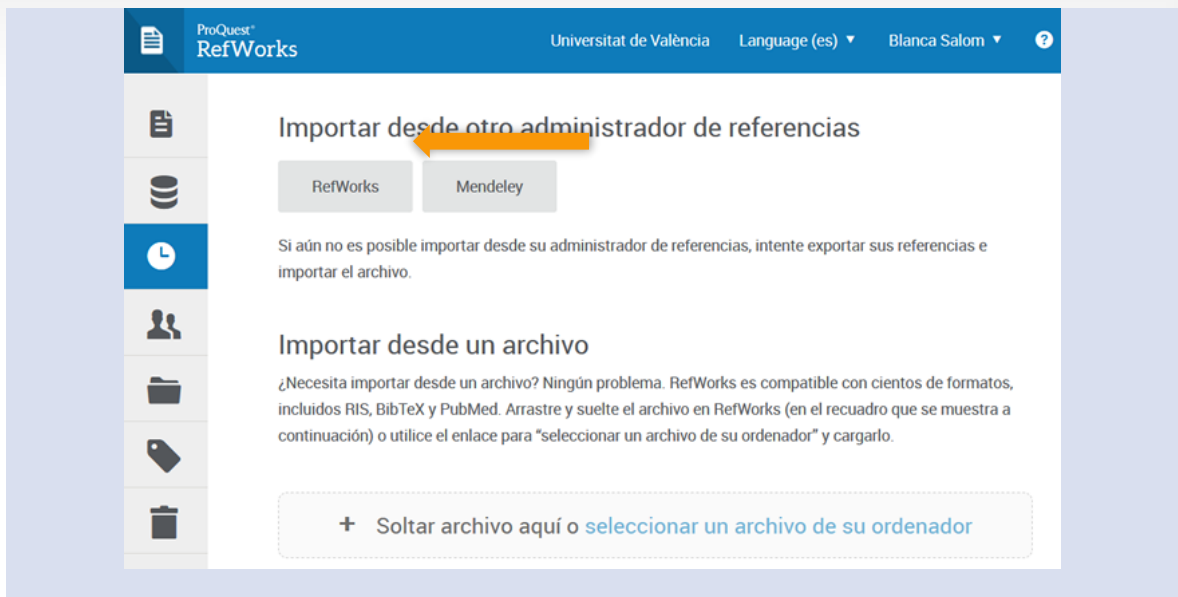 ProQuest®
RefWorks
Universitat de València Language (es) ▼ Blanca Salom ▼ ?
Importar desde otro administrador de referencias
RefWorks Mendeley
Si aún no es posible importar desde su administrador de referencias, intente exportar sus referencias e
importar el archivo.
Importar desde un archivo
¿Necesita importar desde un archivo? Ningún problema. RefWorks es compatible con cientos de formatos,
incluidos RIS, BibTeX y PubMed. Arrastre y suelte el archivo en RefWorks (en el recuadro que se muestra a
continuación) o utilice el enlace para “seleccionar un archivo de su ordenador” y cargarlo.
+ Soltar archivo aquí o seleccionar un archivo de su ordenador